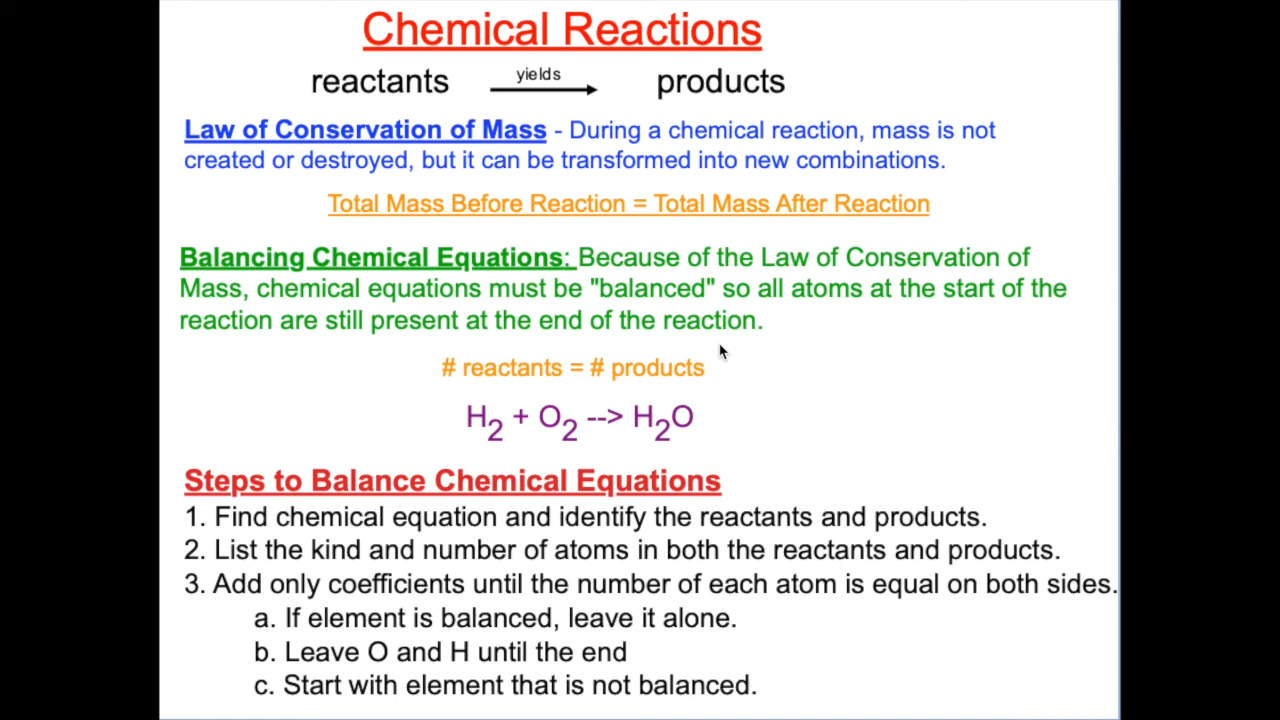 Chemical Reactions
reactants yields products
Law of Conservation of Mass - During a chemical reaction, mass is not
created or destroyed, but it can be transformed into new combinations.
Total Mass Before Reaction = Total Mass After Reaction
Balancing Chemical Equations: Because of the Law of Conservation of
Mass, chemical equations must be "balanced" so all atoms at the start of the
reaction are still present at the end of the reaction.
# reactants = # products
H2 + O2 --> H2O
Steps to Balance Chemical Equations
1. Find chemical equation and identify the reactants and products.
2. List the kind and number of atoms in both the reactants and products.
3. Add only coefficients until the number of each atom is equal on both sides.
a. If element is balanced, leave it alone.
b. Leave O and H until the end
c. Start with element that is not balanced.